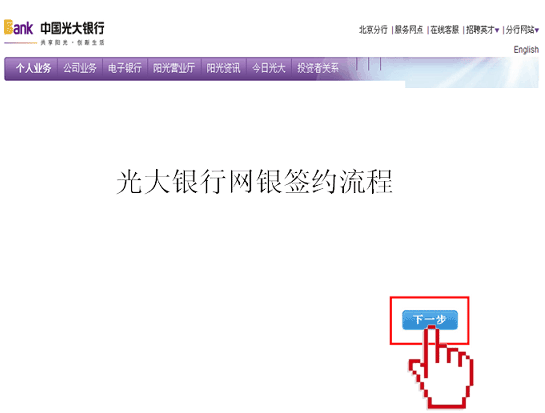 Bank 中国光大银行
共享阳光·创新生活
北京分行 | 服务网点 | 在线客服 | 招聘英才▾ | 分行网站▾
English
个人业务 | 公司业务 | 电子银行 | 阳光营业厅 | 阳光资讯 | 今日光大 | 投资者关系
光大银行网银签约流程
下一步